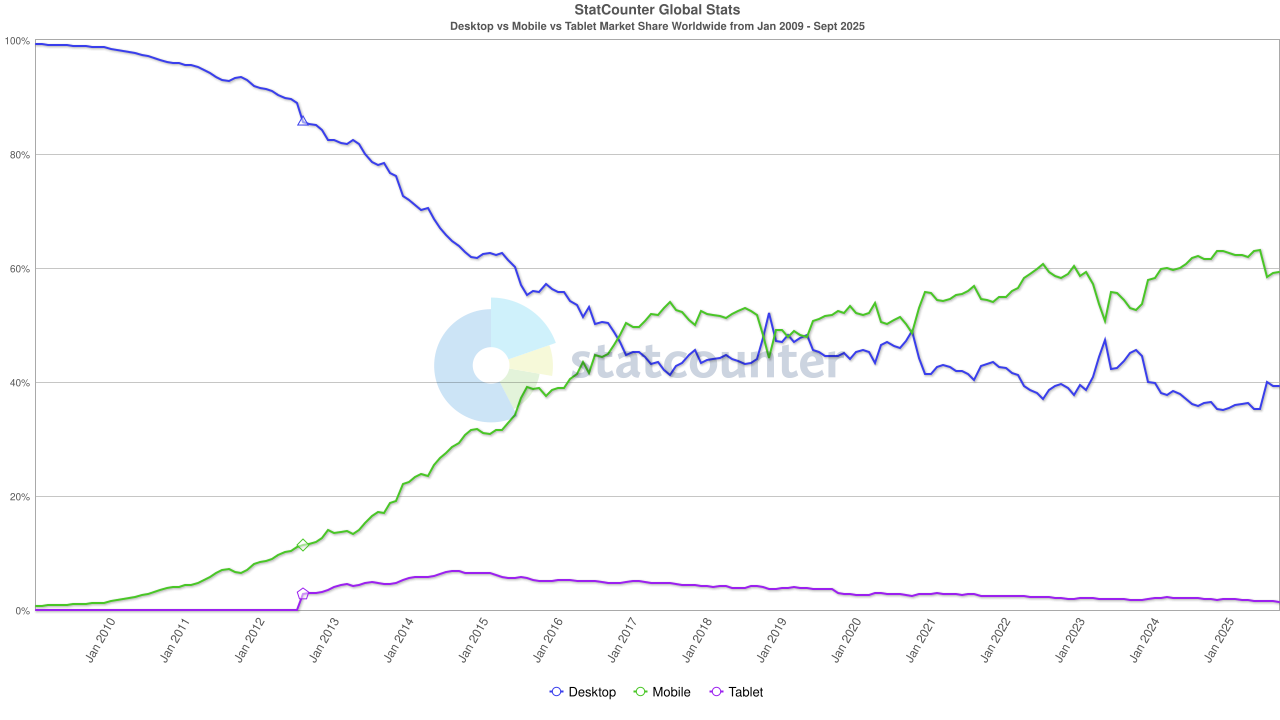 StatCounter Global Stats
Desktop vs Mobile vs Tablet Market Share Worldwide from Jan 2009 - Sept 2025
100%
80%
60%
40%
20%
0%
statcounter
Jan 2010
Jan 2011
Jan 2012
Jan 2013
Jan 2014
Jan 2015
Jan 2016
Jan 2017
Jan 2018
Jan 2019
Jan 2020
Jan 2021
Jan 2022
Jan 2023
Jan 2024
Jan 2025
Desktop Mobile Tablet